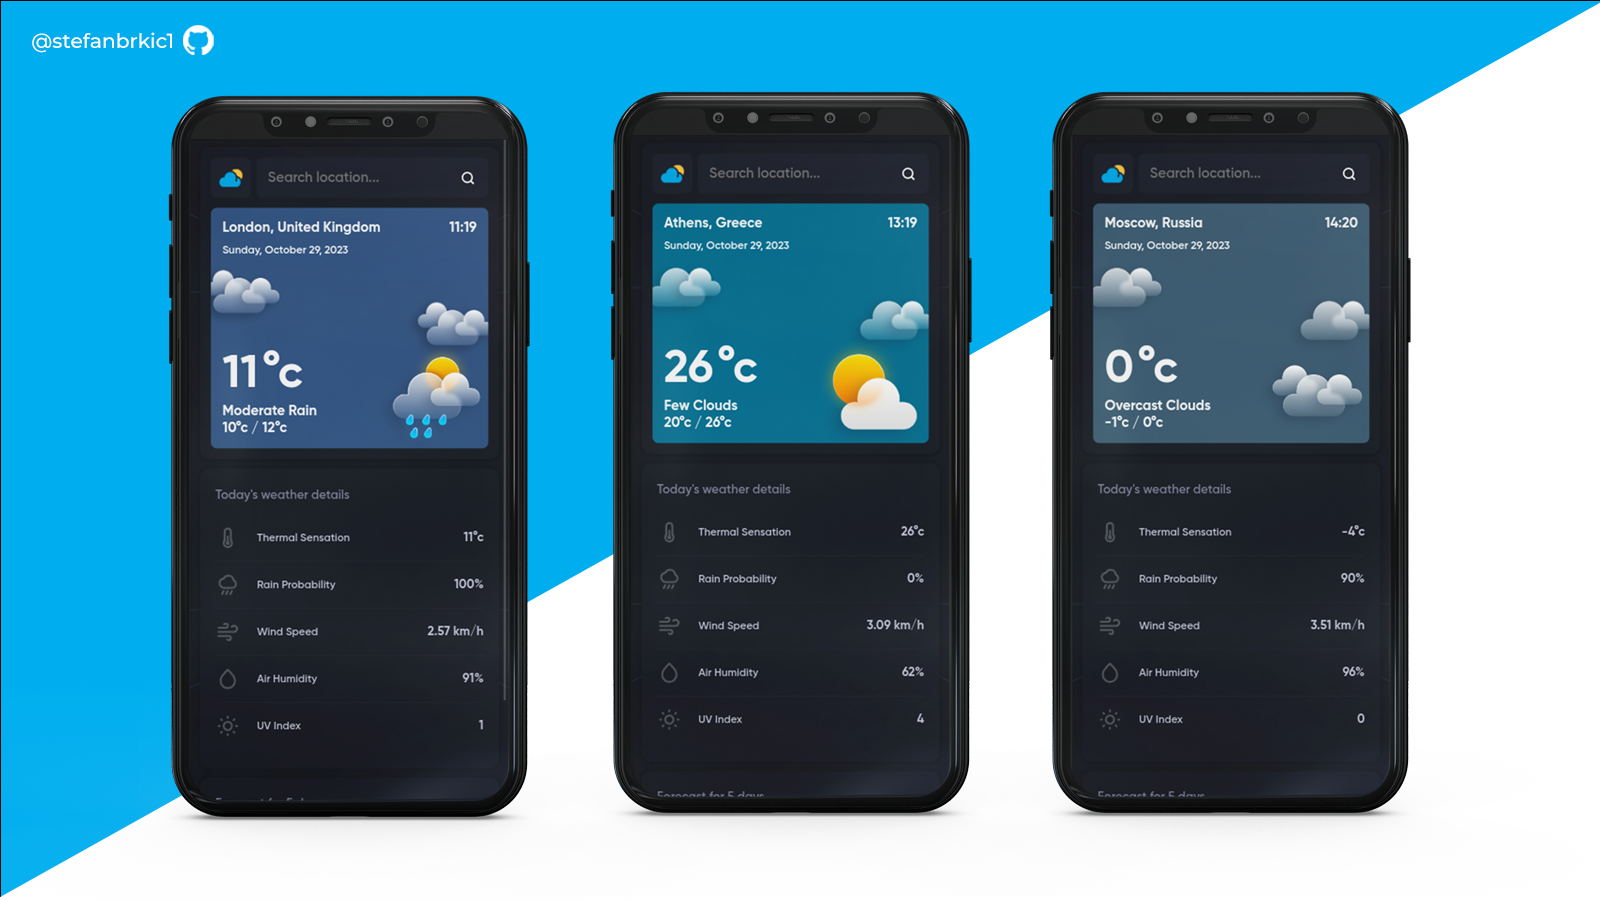 @stefanbrkic1
Search location...
London, United Kingdom 11:19
Sunday, October 29, 2023
11°c
Moderate Rain
10°c / 12°c
Today's weather details
Thermal Sensation 11°c
Rain Probability 100%
Wind Speed 2.57 km/h
Air Humidity 91%
UV Index 1
Search location...
Athens, Greece 13:19
Sunday, October 29, 2023
26°c
Few Clouds
20°c / 26°c
Today's weather details
Thermal Sensation 26°c
Rain Probability 0%
Wind Speed 3.09 km/h
Air Humidity 62%
UV Index 4
Forecast for 5 days
Search location...
Moscow, Russia 14:20
Sunday, October 29, 2023
0°c
Overcast Clouds
-1°c / 0°c
Today's weather details
Thermal Sensation -4°c
Rain Probability 90%
Wind Speed 3.51 km/h
Air Humidity 96%
UV Index 0
Forecast for 5 days